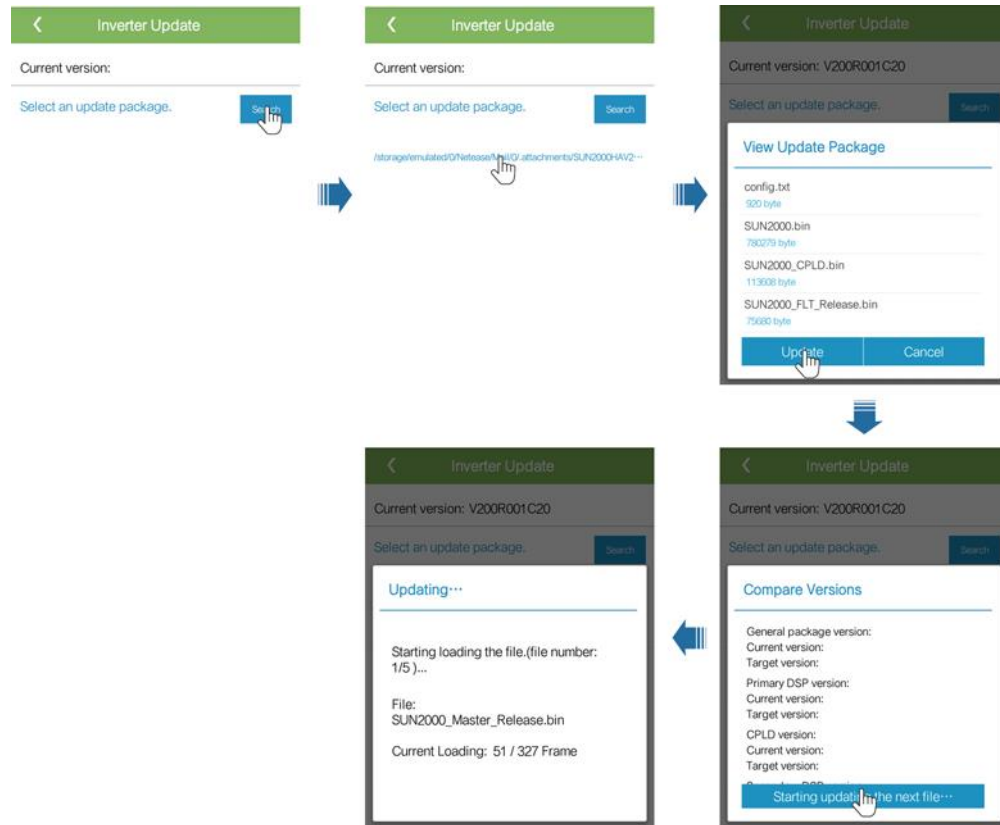 Inverter Update
Current version:
Select an update package.
Search
Inverter Update
Current version:
Select an update package.
Search
/storage/emulated/0/Netease/Mail/0/.attachments/SUN2000HAV2···
Inverter Update
Current version: V200R001C20
Select an update package.
Search
View Update Package
config.txt
920 byte
SUN2000.bin
780279 byte
SUN2000_CPLD.bin
113608 byte
SUN2000_FLT_Release.bin
75680 byte
Update
Cancel
Inverter Update
Current version: V200R001C20
Select an update package.
Search
Compare Versions
General package version:
Current version:
Target version:
Primary DSP version:
Current version:
Target version:
CPLD version:
Current version:
Target version:
Starting updating the next file···
Inverter Update
Current version: V200R001C20
Select an update package.
Search
Updating···
Starting loading the file.(file number:
1/5 )...
File:
SUN2000_Master_Release.bin
Current Loading: 51 / 327 Frame